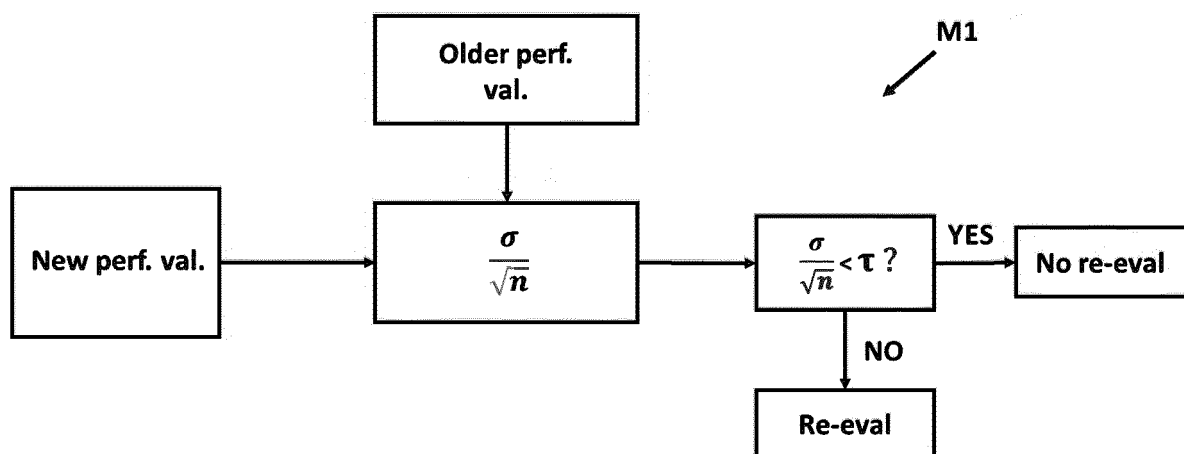 M1
Older perf.
val.
New perf. val.
σ
√n
σ
√n < τ ?
YES
No re-eval
NO
Re-eval